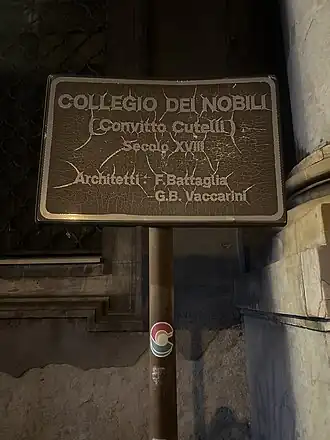 COLLEGIO DEI NOBILI
( Convitto Cutelli )
Secolo XVIII
Architetti : F.Battaglia
G.B. Vaccarini